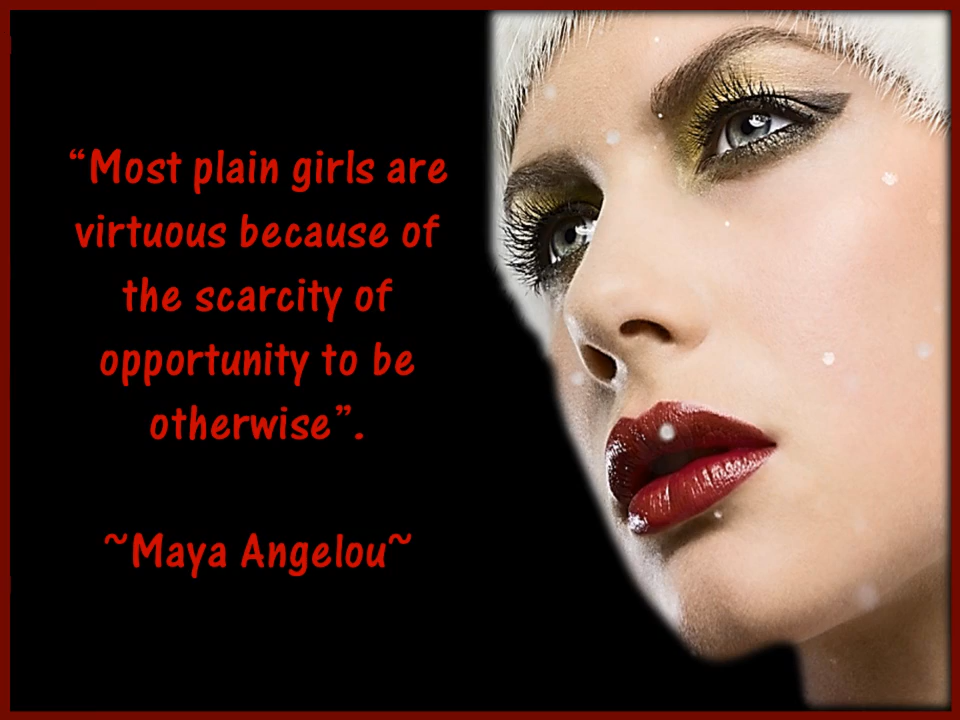 “Most plain girls are
virtuous because of
the scarcity of
opportunity to be
otherwise”.
~Maya Angelou~